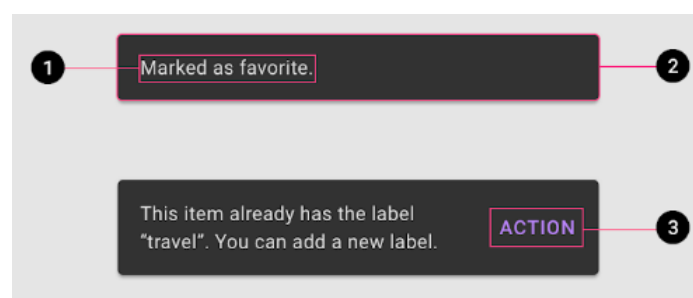 1
Marked as favorite.
2
This item already has the label
“travel”. You can add a new label.
ACTION
3